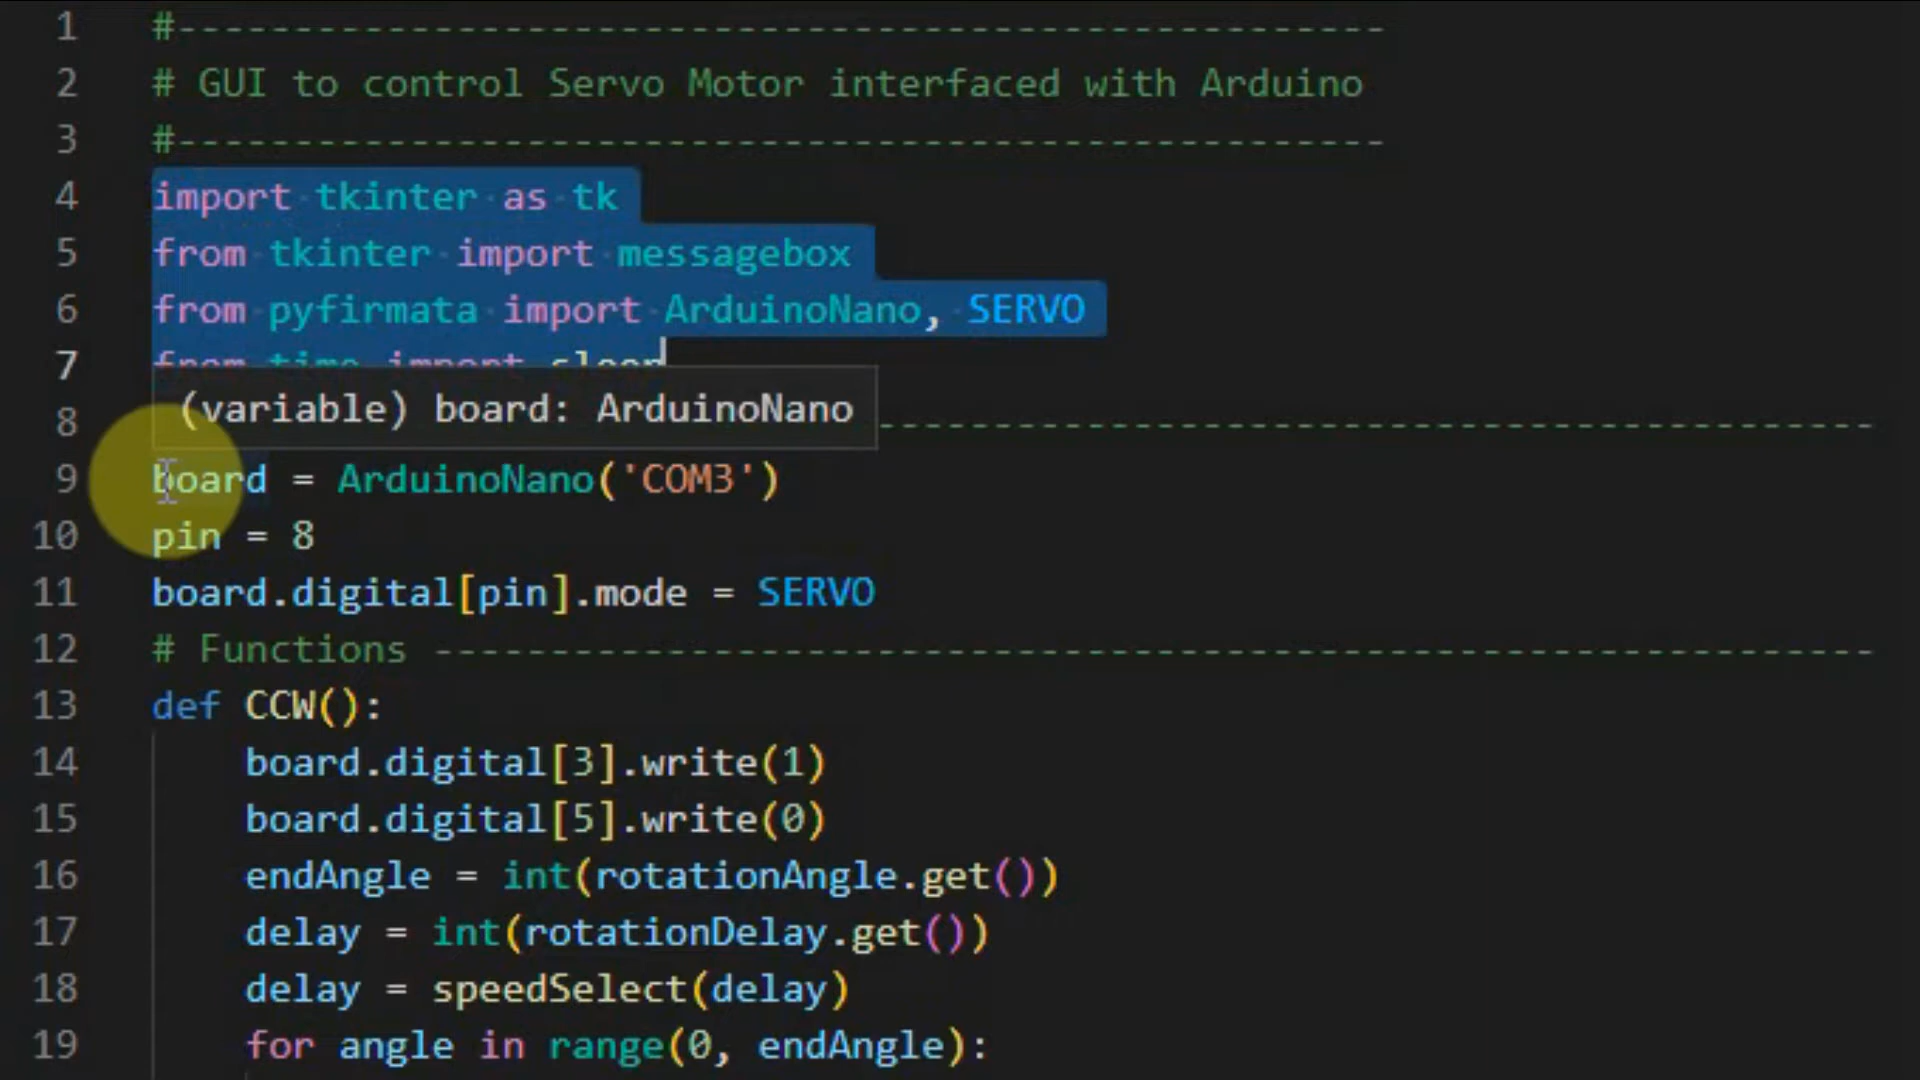 1 #----------------------------------------------------
2 # GUI to control Servo Motor interfaced with Arduino
3 #----------------------------------------------------
4 import tkinter as tk
5 from tkinter import messagebox
6 from pyfirmata import ArduinoNano, SERVO
7 from time import sleep
(variable) board: ArduinoNano
8 -------------------------------------------
9 board = ArduinoNano('COM3')
10 pin = 8
11 board.digital[pin].mode = SERVO
12 # Functions --------------------------------------------------------------
13 def CCW():
14 board.digital[3].write(1)
15 board.digital[5].write(0)
16 endAngle = int(rotationAngle.get())
17 delay = int(rotationDelay.get())
18 delay = speedSelect(delay)
19 for angle in range(0, endAngle):